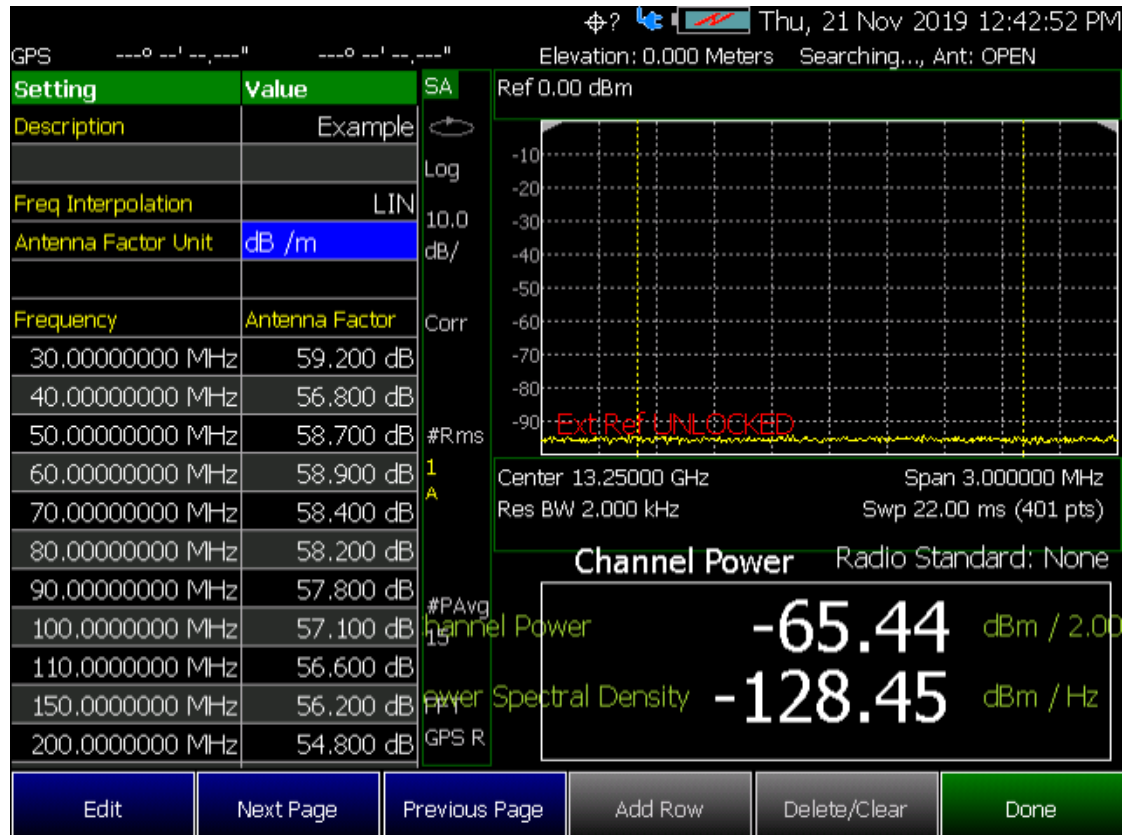 ? Thu, 21 Nov 2019 12:42:52 PM
GPS ---o --' --,---" ---o --' --,---" Elevation: 0.000 Meters Searching..., Ant: OPEN
Setting Value
Description Example
Freq Interpolation LIN
Antenna Factor Unit dB /m
Frequency Antenna Factor
30.00000000 MHz 59.200 dB
40.00000000 MHz 56.800 dB
50.00000000 MHz 58.700 dB
60.00000000 MHz 58.900 dB
70.00000000 MHz 58.400 dB
80.00000000 MHz 58.200 dB
90.00000000 MHz 57.800 dB
100.0000000 MHz 57.100 dB
110.0000000 MHz 56.600 dB
150.0000000 MHz 56.200 dB
200.0000000 MHz 54.800 dB
SA
Log
10.0
dB/
Corr
#Rms
1
A
#PAvg
15
GPS R
Ref 0.00 dBm
-10
-20
-30
-40
-50
-60
-70
-80
-90
Ext Ref UNLOCKED
Center 13.25000 GHz Span 3.000000 MHz
Res BW 2.000 kHz Swp 22.00 ms (401 pts)
Channel Power Radio Standard: None
hannel Power -65.44 dBm / 2.00
ower Spectral Density -128.45 dBm / Hz
Edit Next Page Previous Page Add Row Delete/Clear Done